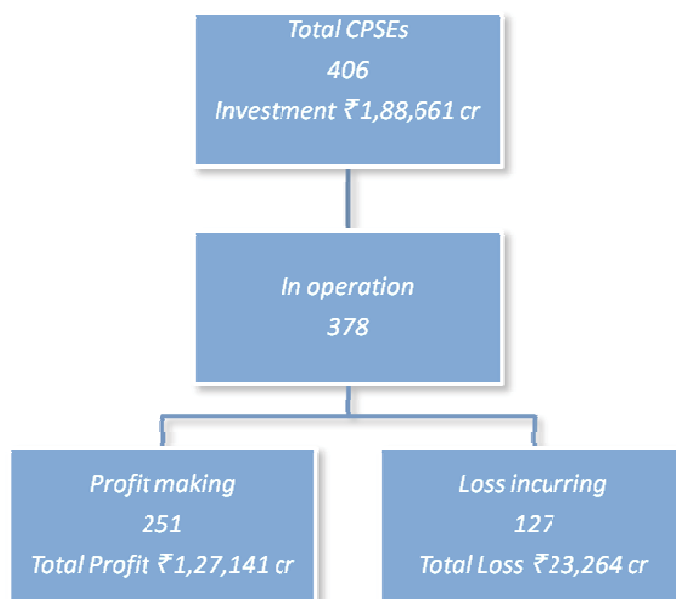 Total CPSEs
406
Investment ₹1,88,661 cr
In operation
378
Profit making
251
Total Profit ₹1,27,141 cr
Loss incurring
127
Total Loss ₹23,264 cr